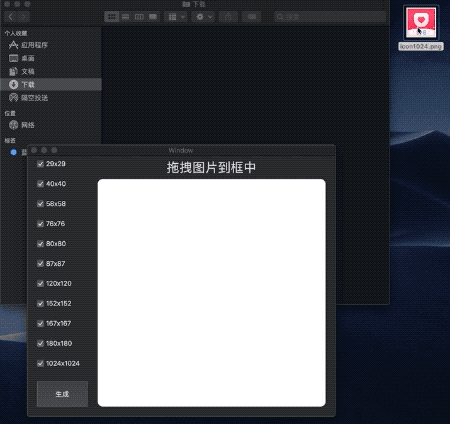 下载
搜索
icon1024.png
个人收藏
应用程序
桌面
文稿
下载
隔空投送
位置
网络
标签
Window
拖拽图片到框中
29x29
40x40
58x58
76x76
80x80
87x87
120x120
152x152
167x167
180x180
1024x1024
生成